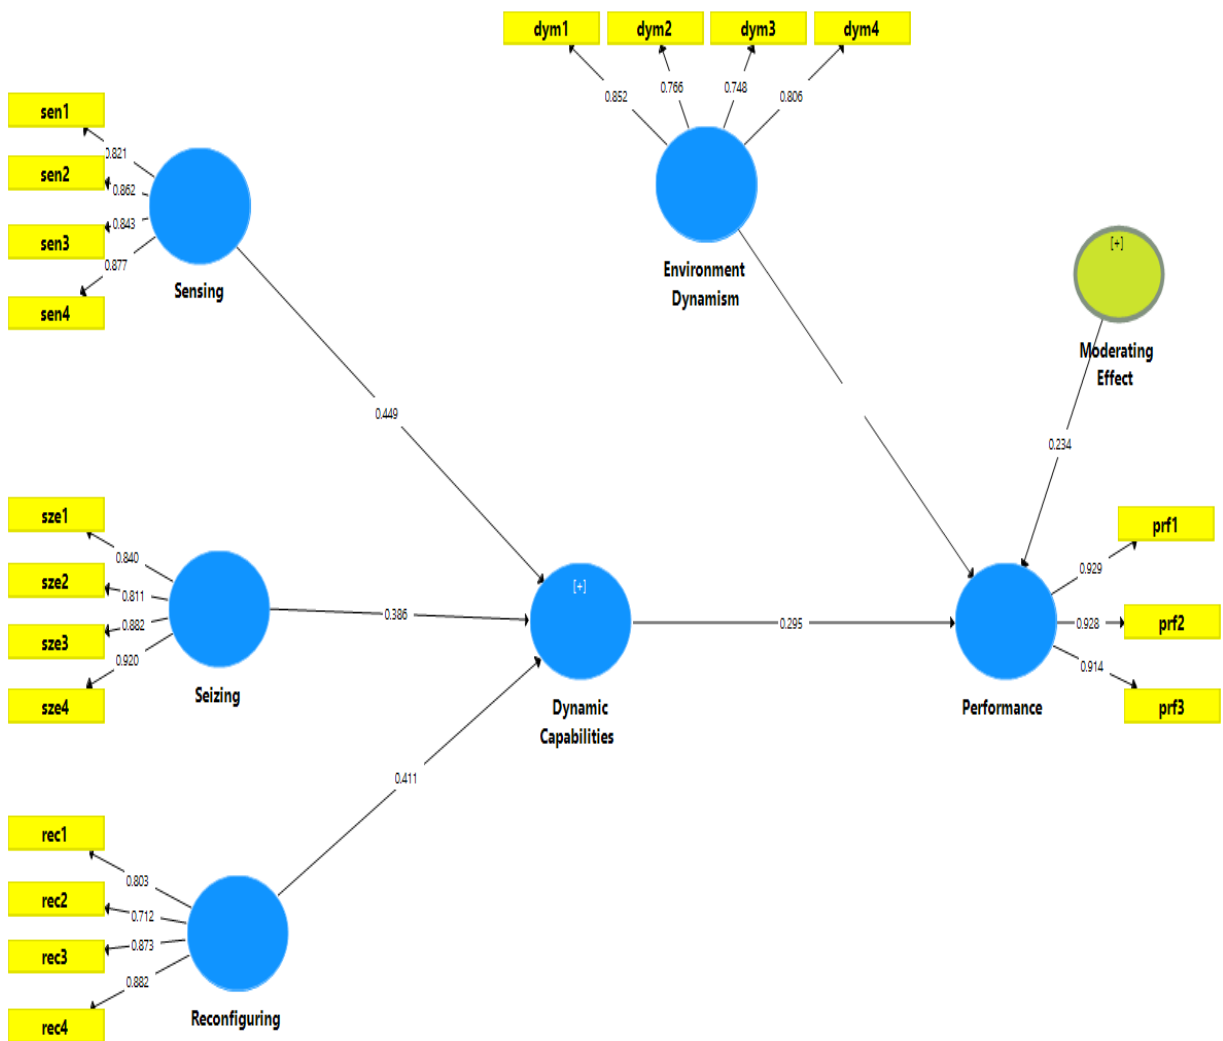 dym1
dym2
dym3
dym4
0.852
0.766
0.748
0.806
Environment
Dynamism
sen1
sen2
sen3
sen4
0.821
0.862
0.843
0.877
Sensing
[+]
Moderating
Effect
0.449
0.234
sze1
sze2
sze3
sze4
0.840
0.811
0.882
0.920
Seizing
0.386
[+]
Dynamic
Capabilities
0.295
Performance
prf1
prf2
prf3
0.929
0.928
0.914
0.411
rec1
rec2
rec3
rec4
0.803
0.712
0.873
0.882
Reconfiguring